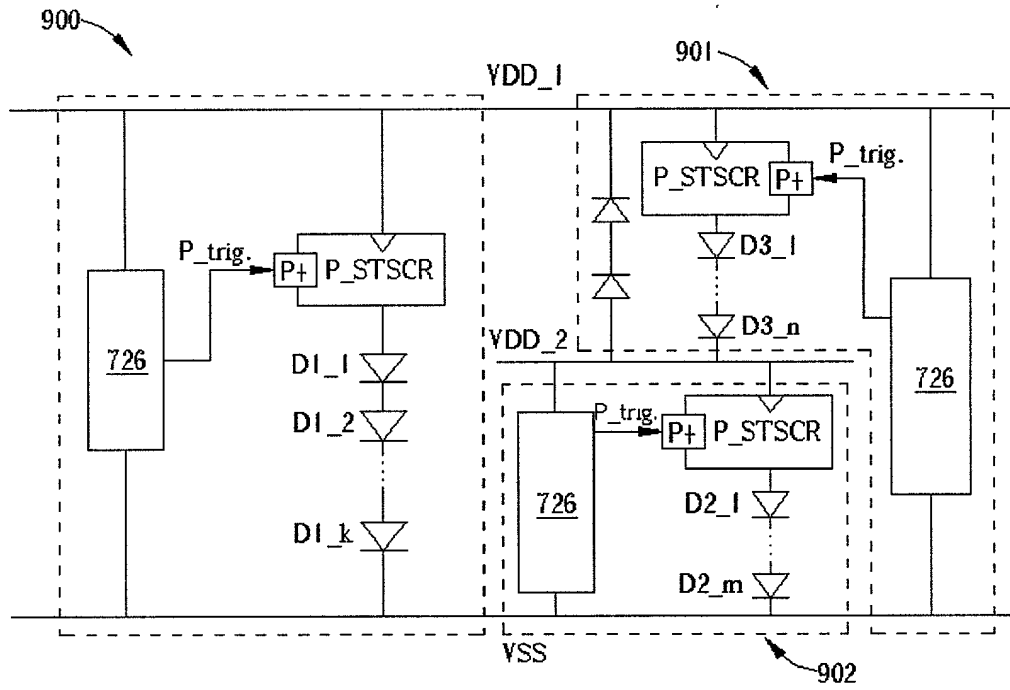 900
901
VDD_1
P_trig.
P_STSCR
P+
D3_1
P_trig.
P+
P_STSCR
D3_n
726
VDD_2
D1_1
726
P_trig.
D1_2
P+
P_STSCR
726
D2_1
D1_k
D2_m
VSS
902